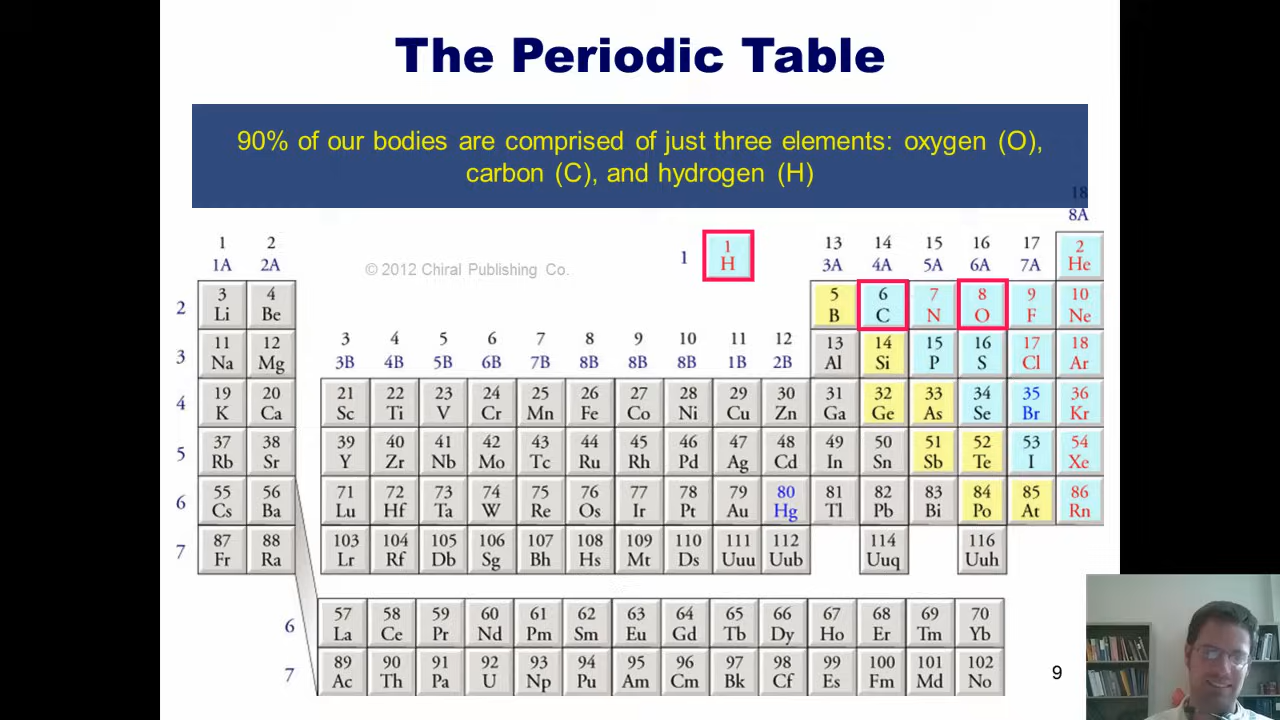 The Periodic Table
90% of our bodies are comprised of just three elements: oxygen (O),
carbon (C), and hydrogen (H)
18
8A
1 2 1 1 13 14 15 16 17 2
1A 2A © 2012 Chiral Publishing Co. H 3A 4A 5A 6A 7A He
2 3 4 5 6 7 8 9 10
Li Be B C N O F Ne
3 11 12 3 4 5 6 7 8 9 10 11 12 13 14 15 16 17 18
Na Mg 3B 4B 5B 6B 7B 8B 8B 8B 1B 2B Al Si P S Cl Ar
4 19 20 21 22 23 24 25 26 27 28 29 30 31 32 33 34 35 36
K Ca Sc Ti V Cr Mn Fe Co Ni Cu Zn Ga Ge As Se Br Kr
5 37 38 39 40 41 42 43 44 45 46 47 48 49 50 51 52 53 54
Rb Sr Y Zr Nb Mo Tc Ru Rh Pd Ag Cd In Sn Sb Te I Xe
6 55 56 71 72 73 74 75 76 77 78 79 80 81 82 83 84 85 86
Cs Ba Lu Hf Ta W Re Os Ir Pt Au Hg Tl Pb Bi Po At Rn
7 87 88 103 104 105 106 107 108 109 110 111 112 114 116
Fr Ra Lr Rf Db Sg Bh Hs Mt Ds Uuu Uub Uuq Uuh
6 57 58 59 60 61 62 63 64 65 66 67 68 69 70
La Ce Pr Nd Pm Sm Eu Gd Tb Dy Ho Er Tm Yb
7 89 90 91 92 93 94 95 96 97 98 99 100 101 102
Ac Th Pa U Np Pu Am Cm Bk Cf Es Fm Md No
9